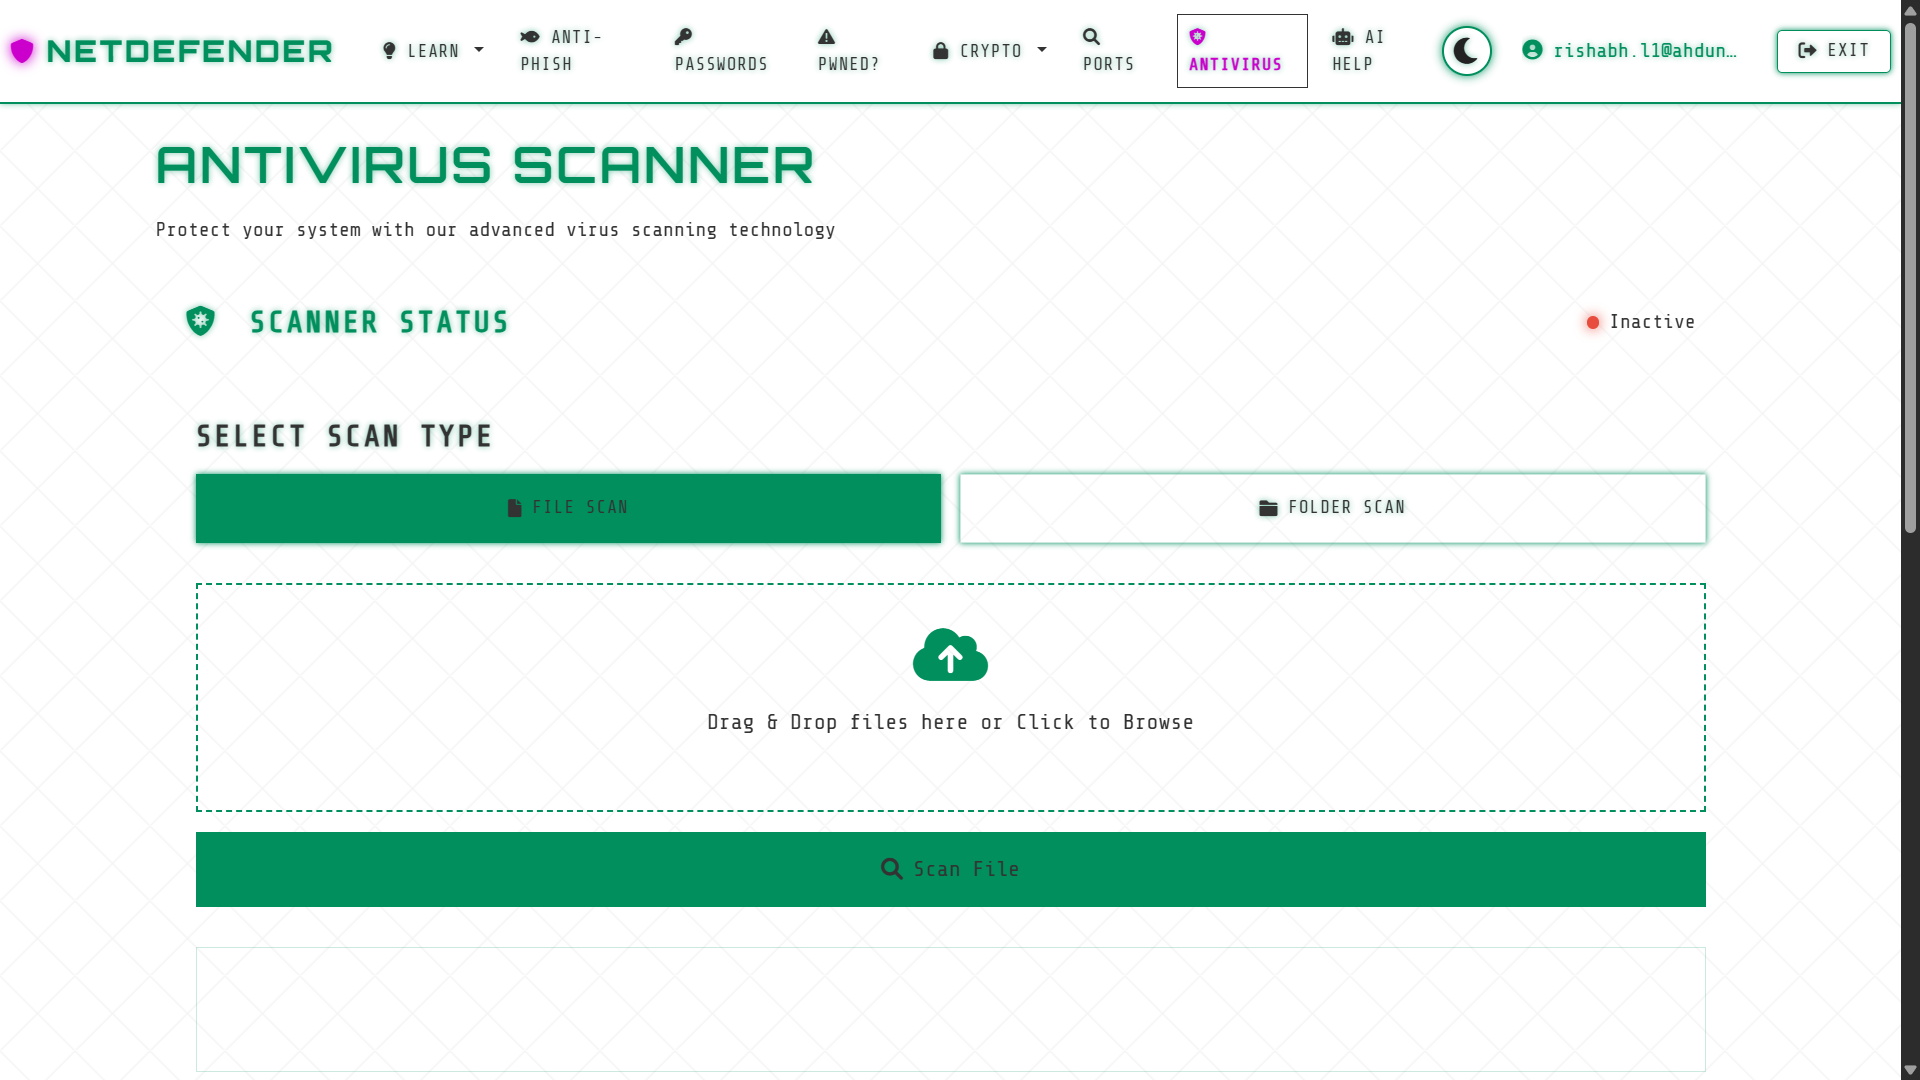 NETDEFENDER
LEARN
ANTI-
PHISH
PASSWORDS
PWNED?
CRYPTO
PORTS
ANTIVIRUS
AI
HELP
rishabh.l1@ahdun…
EXIT
ANTIVIRUS SCANNER
Protect your system with our advanced virus scanning technology
SCANNER STATUS
Inactive
SELECT SCAN TYPE
FILE SCAN
FOLDER SCAN
Drag & Drop files here or Click to Browse
Scan File